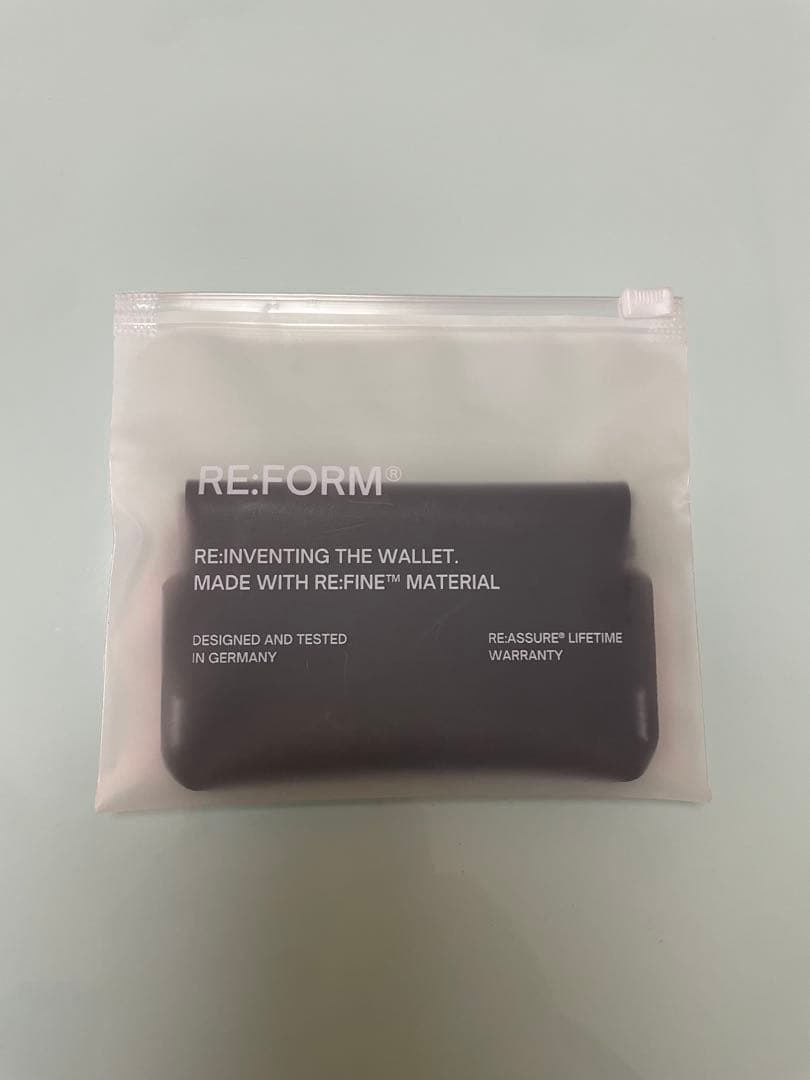 RE:FORM®
RE:INVENTING THE WALLET.
MADE WITH RE:FINE™ MATERIAL
DESIGNED AND TESTED
IN GERMANY
RE:ASSURE® LIFETIME
WARRANTY